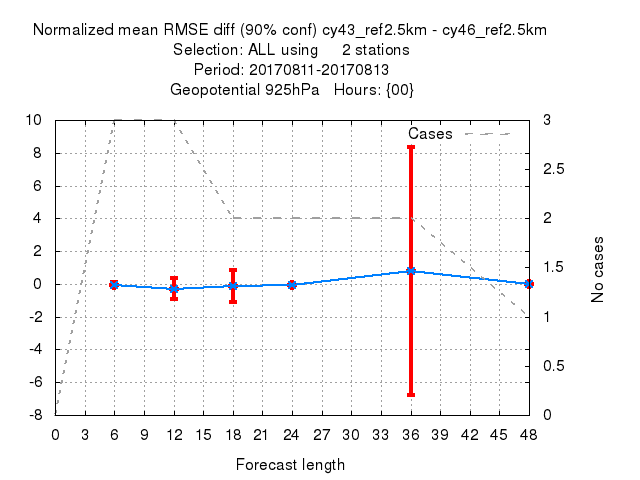 Normalized mean RMSE diff (90% conf) cy43_ref2.5km - cy46_ref2.5km
Selection: ALL using 2 stations
Period: 20170811-20170813
Geopotential 925hPa Hours: {00}
Cases
10
8
6
4
2
0
-2
-4
-6
-8
3
2.5
2
1.5
1
0.5
0
No cases
0 3 6 9 12 15 18 21 24 27 30 33 36 39 42 45 48
Forecast length